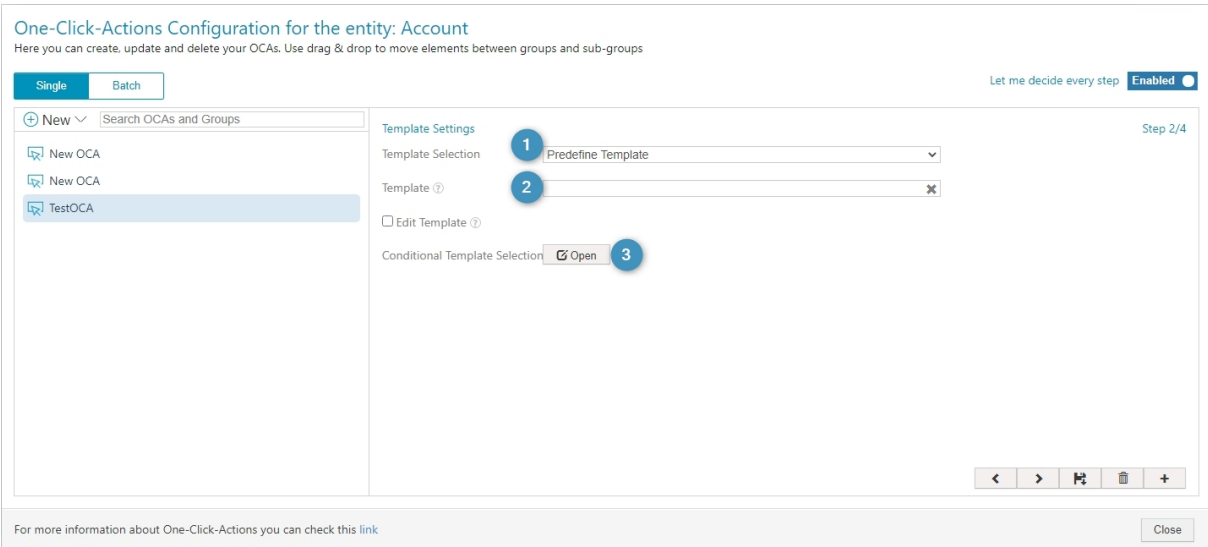 One-Click-Actions Configuration for the entity: Account
Here you can create, update and delete your OCAs. Use drag & drop to move elements between groups and sub-groups
Single Batch
Let me decide every step Enabled
New Search OCAs and Groups
New OCA
New OCA
TestOCA
Template Settings Step 2/4
Template Selection 1 Predefine Template
Template ? 2
Edit Template ?
Conditional Template Selection Open 3
For more information about One-Click-Actions you can check this link
Close